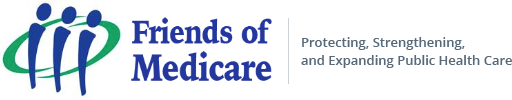 Friends of
Medicare
Protecting, Strengthening,
and Expanding Public Health Care